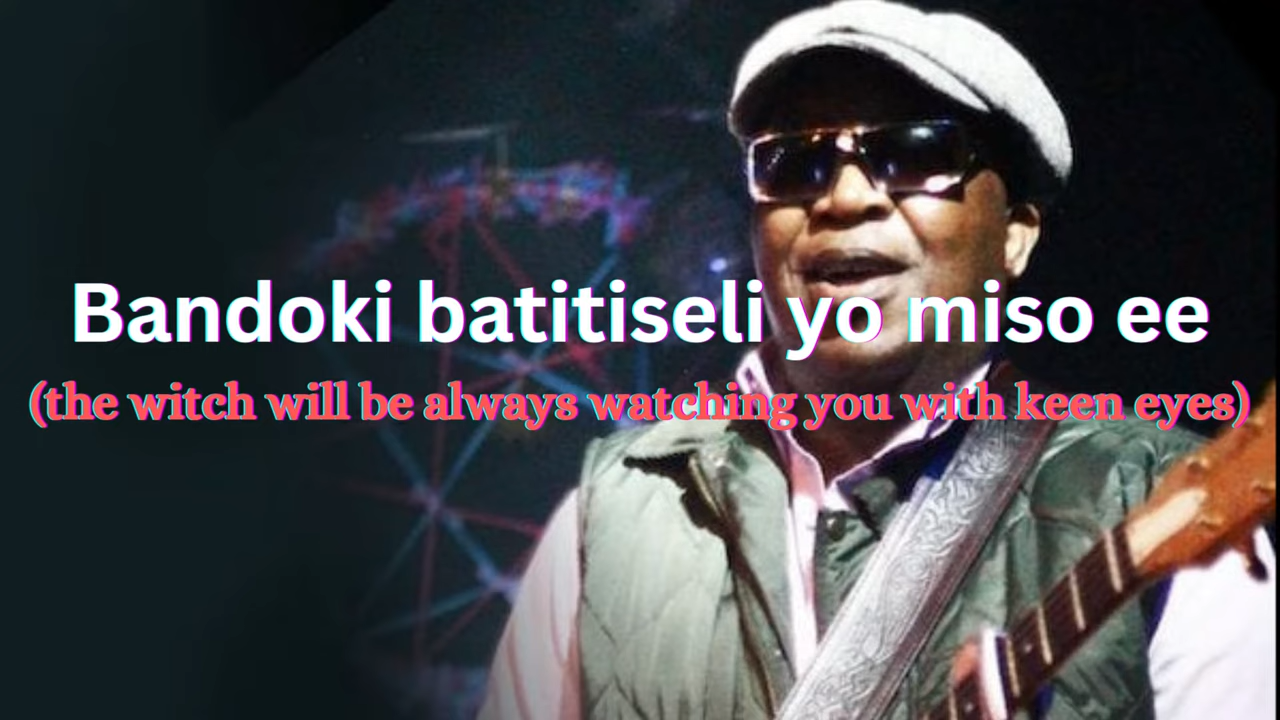 Bandoki batitiseli yo miso ee
(the witch will be always watching you with keen eyes)